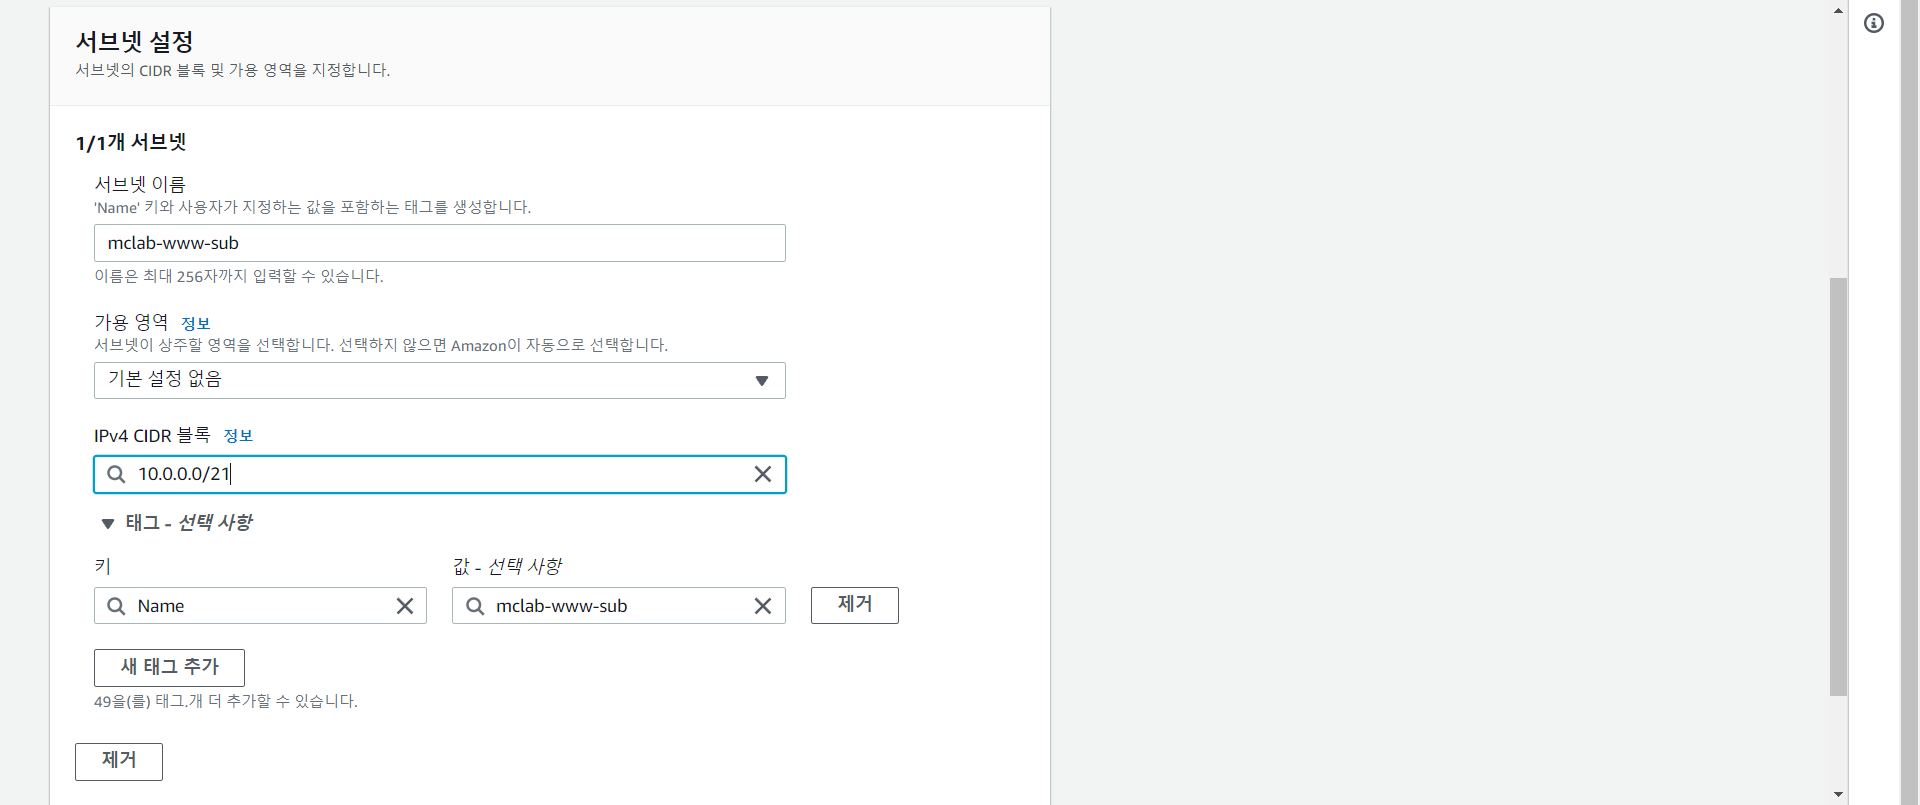 서브넷 설정
서브넷의 CIDR 블록 및 가용 영역을 지정합니다.
1/1개 서브넷
서브넷 이름
'Name' 키와 사용자가 지정하는 값을 포함하는 태그를 생성합니다.
mclab-www-sub
이름은 최대 256자까지 입력할 수 있습니다.
가용 영역 정보
서브넷이 상주할 영역을 선택합니다. 선택하지 않으면 Amazon이 자동으로 선택합니다.
기본 설정 없음
IPv4 CIDR 블록 정보
10.0.0.0/21
태그 - 선택 사항
키 값 - 선택 사항
Name mclab-www-sub 제거
새 태그 추가
49을(를) 태그.개 더 추가할 수 있습니다.
제거